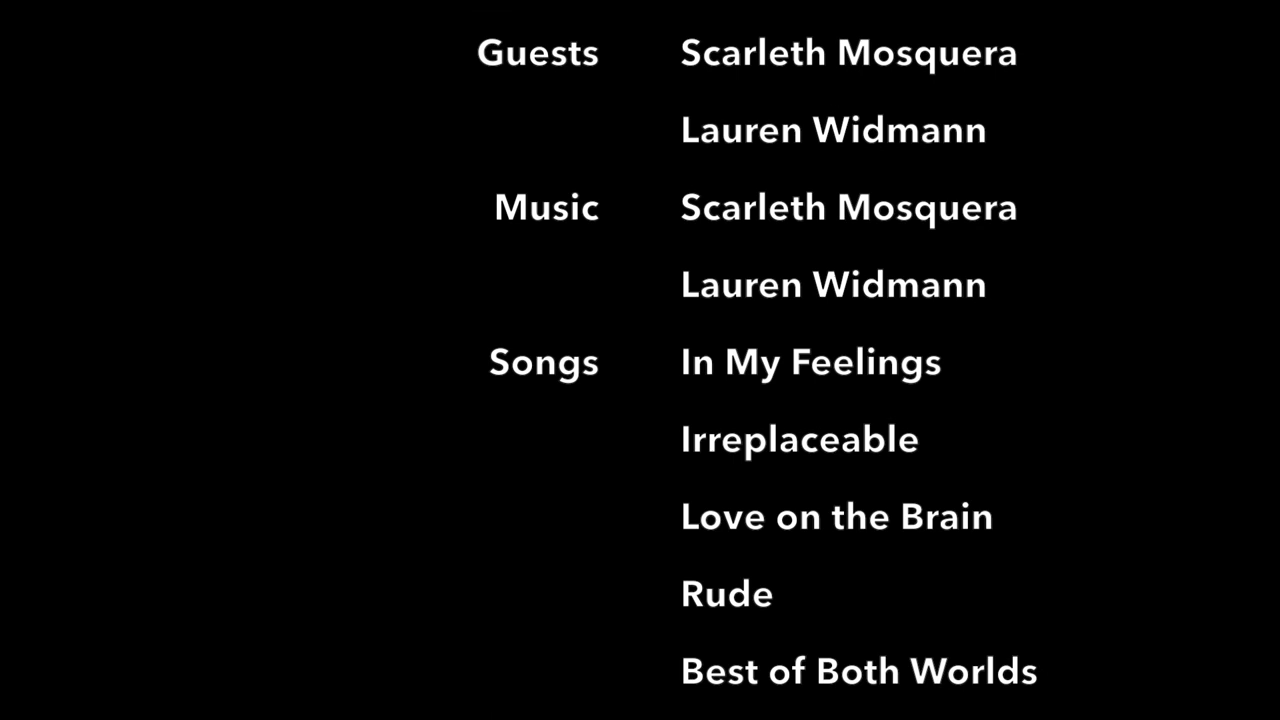 Guests Scarleth Mosquera
Lauren Widmann
Music Scarleth Mosquera
Lauren Widmann
Songs In My Feelings
Irreplaceable
Love on the Brain
Rude
Best of Both Worlds